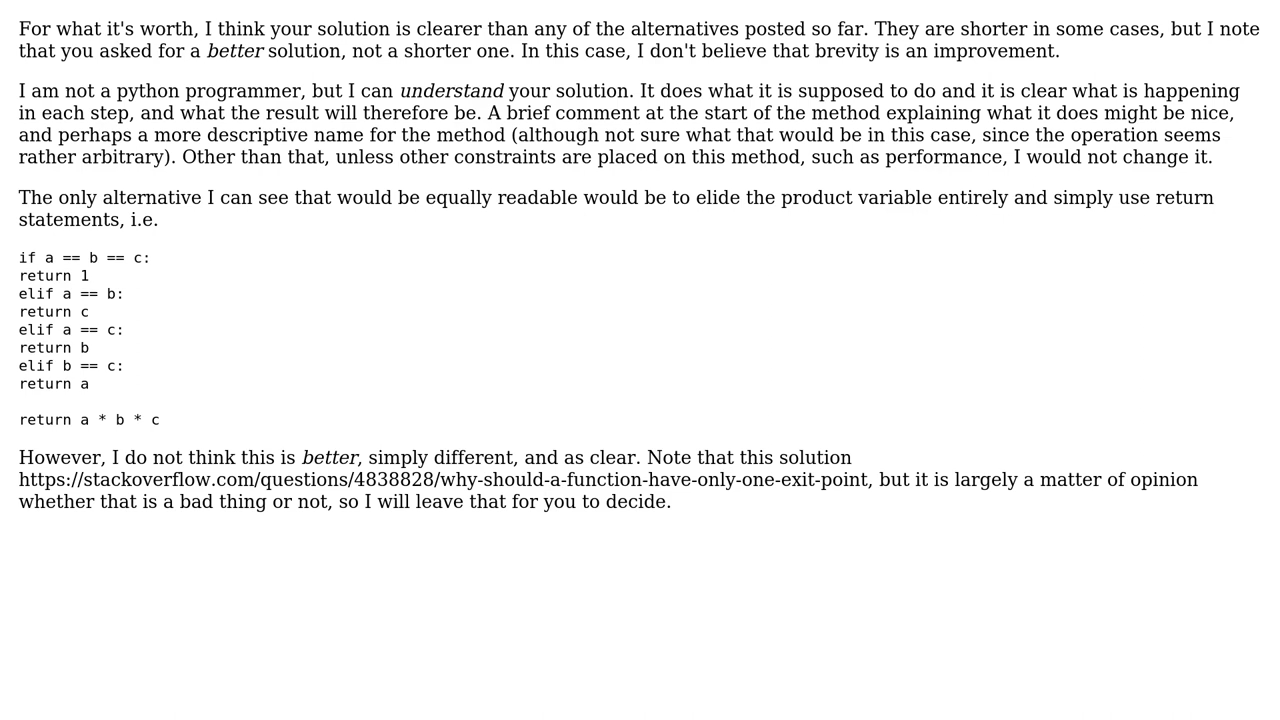 For what it's worth, I think your solution is clearer than any of the alternatives posted so far. They are shorter in some cases, but I note
that you asked for a better solution, not a shorter one. In this case, I don't believe that brevity is an improvement.
I am not a python programmer, but I can understand your solution. It does what it is supposed to do and it is clear what is happening
in each step, and what the result will therefore be. A brief comment at the start of the method explaining what it does might be nice,
and perhaps a more descriptive name for the method (although not sure what that would be in this case, since the operation seems
rather arbitrary). Other than that, unless other constraints are placed on this method, such as performance, I would not change it.
The only alternative I can see that would be equally readable would be to elide the product variable entirely and simply use return
statements, i.e.
if a == b == c:
return 1
elif a == b:
return c
elif a == c:
return b
elif b == c:
return a
return a * b * c
However, I do not think this is better, simply different, and as clear. Note that this solution
https://stackoverflow.com/questions/4838828/why-should-a-function-have-only-one-exit-point, but it is largely a matter of opinion
whether that is a bad thing or not, so I will leave that for you to decide.